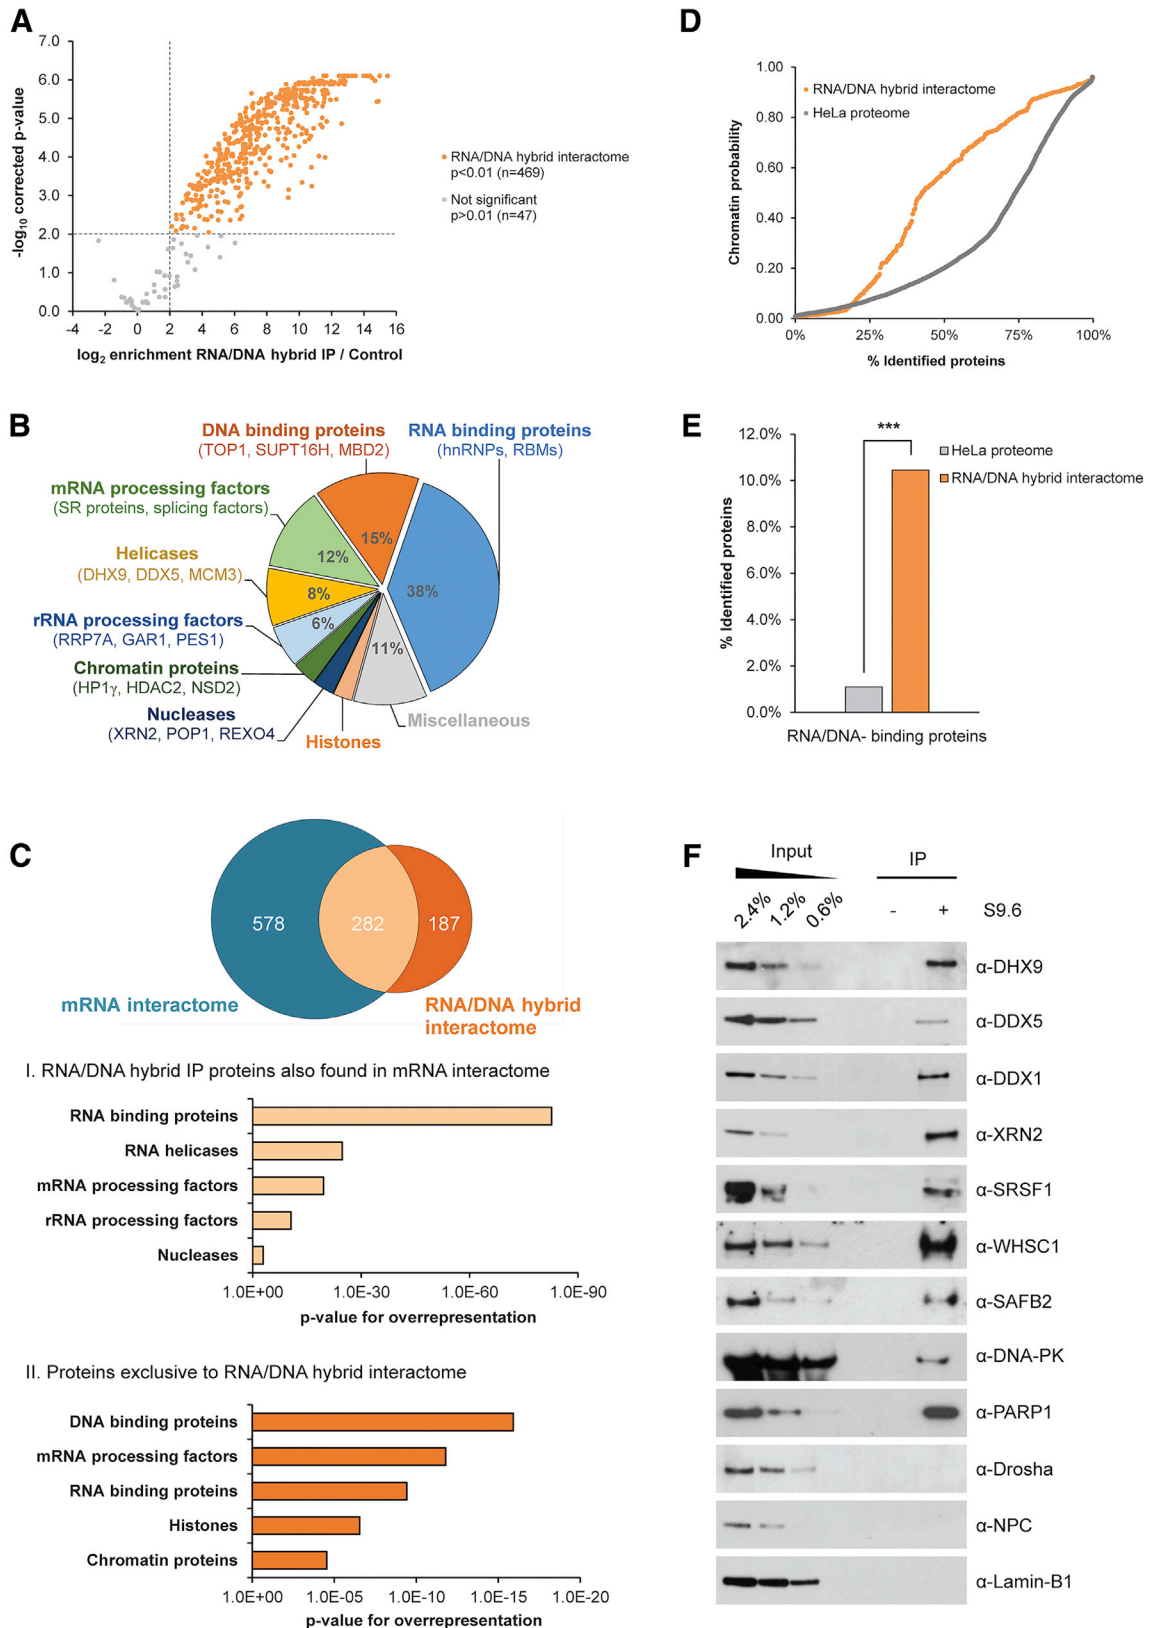 A
7.0
6.0
5.0
4.0
3.0
2.0
1.0
0.0
-log10 corrected p-value
-4 -2 0 2 4 6 8 10 12 14 16
log2 enrichment RNA/DNA hybrid IP / Control
RNA/DNA hybrid interactome
p<0.01 (n=469)
Not significant
p>0.01 (n=47)
D
1.00
0.80
0.60
0.40
0.20
0.00
Chromatin probability
RNA/DNA hybrid interactome
HeLa proteome
0% 25% 50% 75% 100%
% Identified proteins
B
DNA binding proteins
(TOP1, SUPT16H, MBD2)
RNA binding proteins
(hnRNPs, RBMs)
mRNA processing factors
(SR proteins, splicing factors)
Helicases
(DHX9, DDX5, MCM3)
rRNA processing factors
(RRP7A, GAR1, PES1)
Chromatin proteins
(HP1γ, HDAC2, NSD2)
Nucleases
(XRN2, POP1, REXO4
Histones
Miscellaneous
15%
38%
12%
8%
6%
11%
E
12.0%
10.0%
8.0%
6.0%
4.0%
2.0%
0.0%
% Identified proteins
***
HeLa proteome
RNA/DNA hybrid interactome
RNA/DNA- binding proteins
C
578 282 187
mRNA interactome
RNA/DNA hybrid
interactome
I. RNA/DNA hybrid IP proteins also found in mRNA interactome
RNA binding proteins
RNA helicases
mRNA processing factors
rRNA processing factors
Nucleases
1.0E+00 1.0E-30 1.0E-60 1.0E-90
p-value for overrepresentation
II. Proteins exclusive to RNA/DNA hybrid interactome
DNA binding proteins
mRNA processing factors
RNA binding proteins
Histones
Chromatin proteins
1.0E+00 1.0E-05 1.0E-10 1.0E-15 1.0E-20
p-value for overrepresentation
F
Input IP
2.4% 1.2% 0.6% - + S9.6
α-DHX9
α-DDX5
α-DDX1
α-XRN2
α-SRSF1
α-WHSC1
α-SAFB2
α-DNA-PK
α-PARP1
α-Drosha
α-NPC
α-Lamin-B1